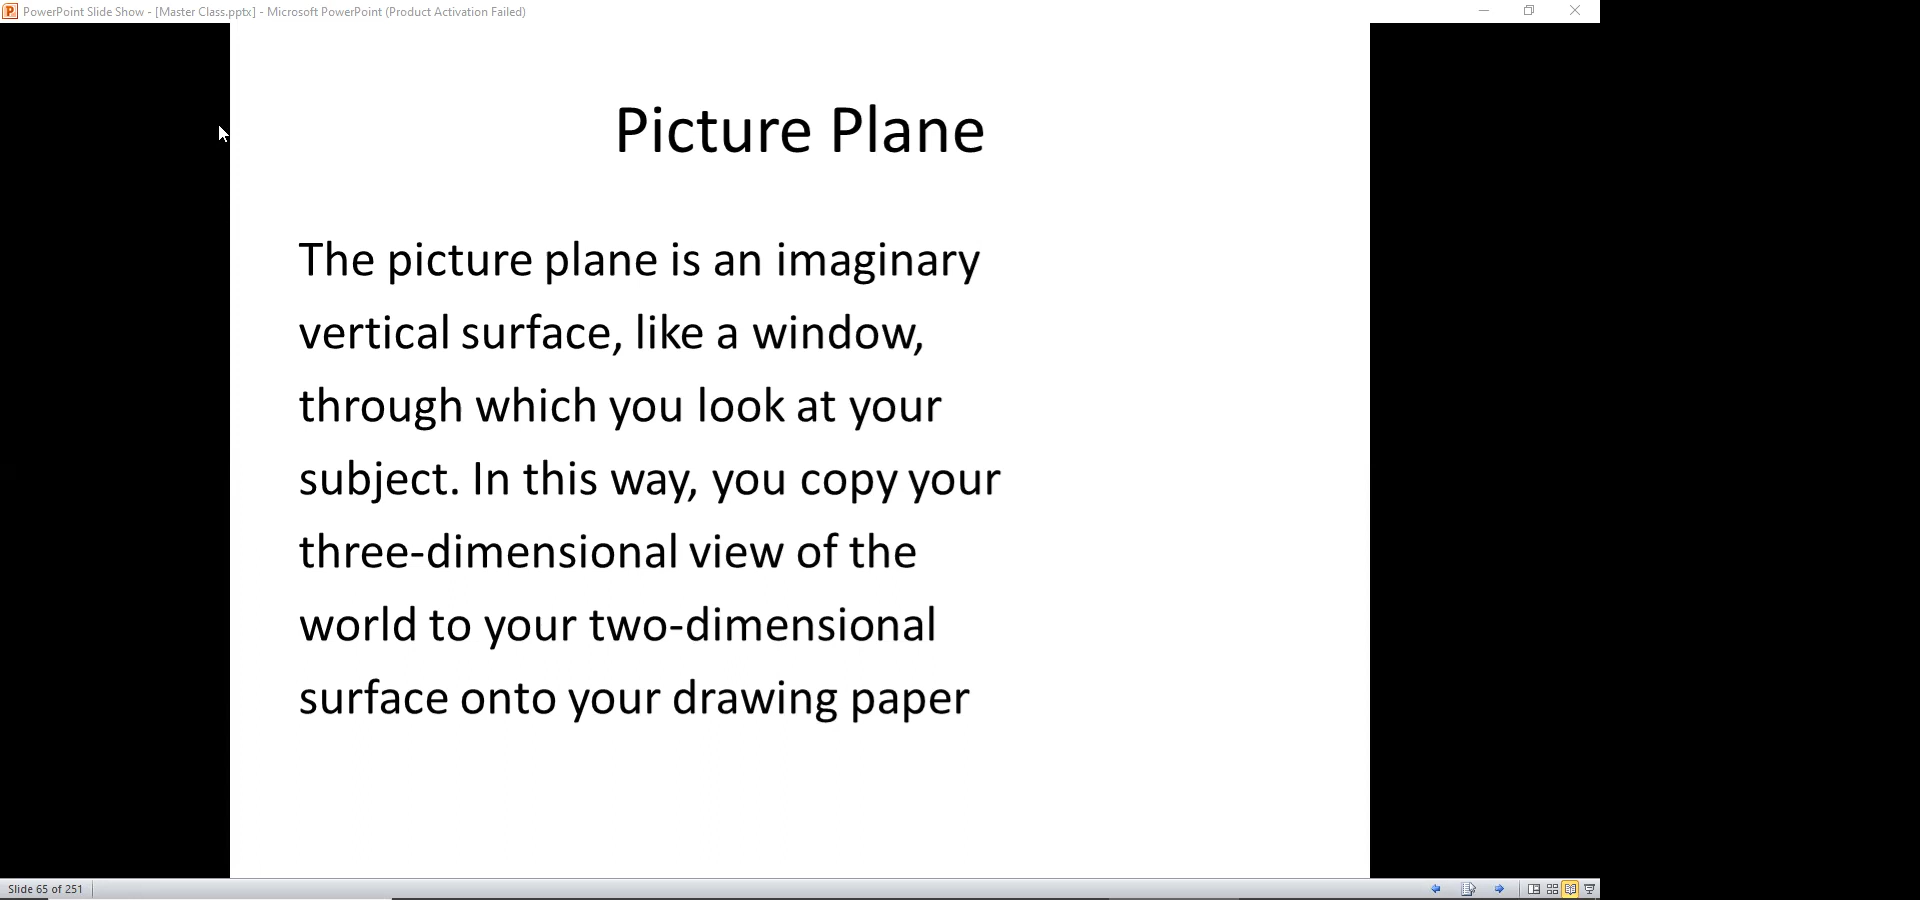 PowerPoint Slide Show - [Master Class.pptx] - Microsoft PowerPoint (Product Activation Failed)
Picture Plane
The picture plane is an imaginary
vertical surface, like a window,
through which you look at your
subject. In this way, you copy your
three-dimensional view of the
world to your two-dimensional
surface onto your drawing paper
Slide 65 of 251